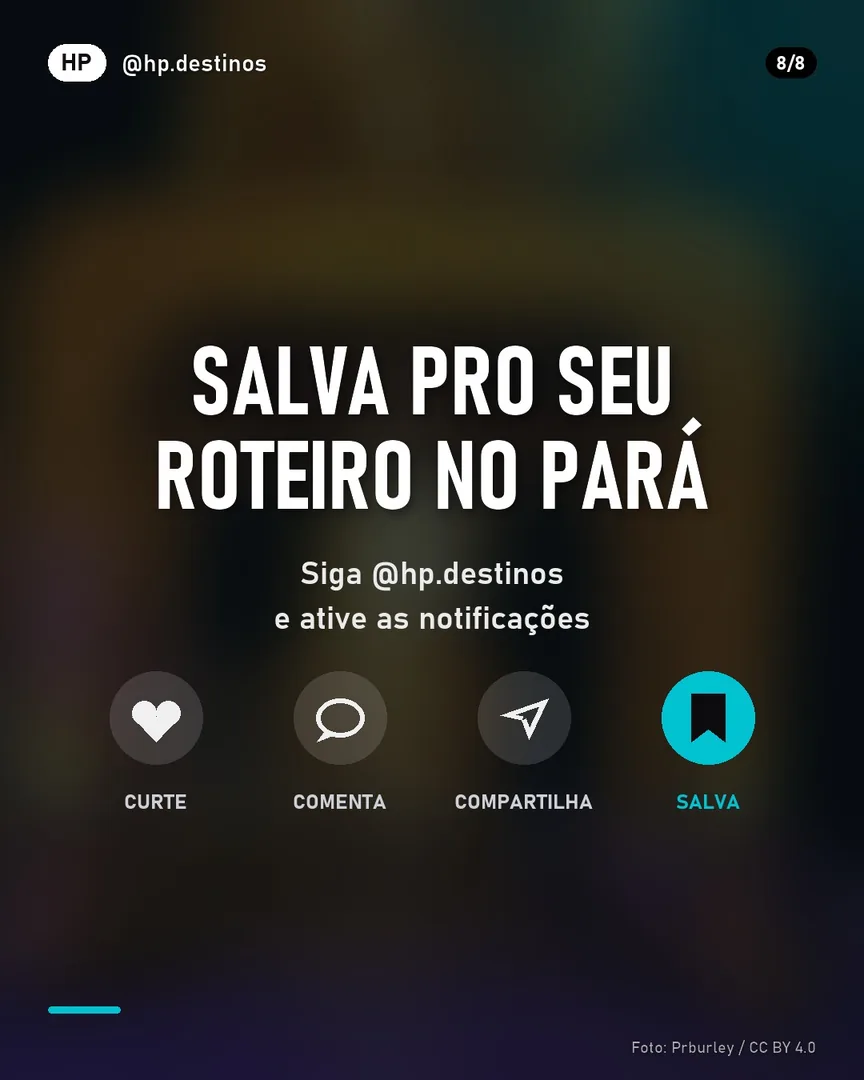 HP @hp.destinos 8/8
SALVA PRO SEU
ROTEIRO NO PARÁ
Siga @hp.destinos
e ative as notificações
CURTE COMENTA COMPARTILHA SALVA
Foto: Prburley / CC BY 4.0